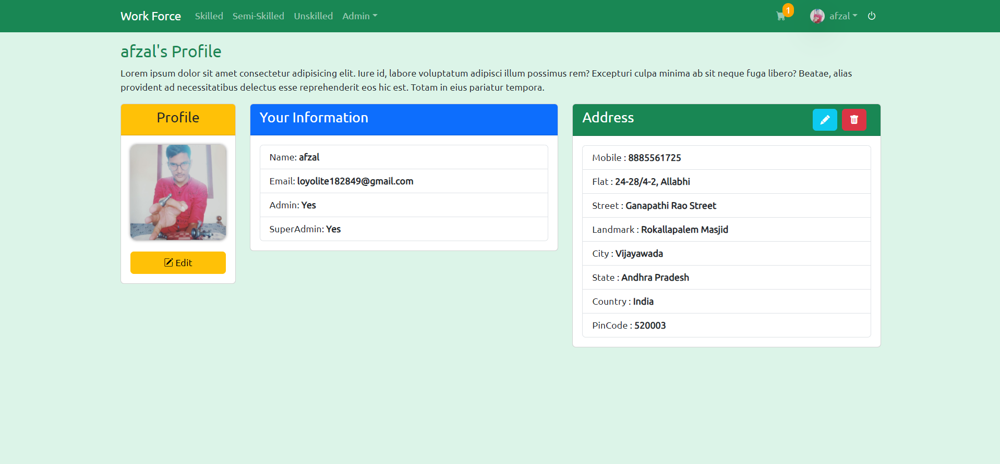 Work Force Skilled Semi-Skilled Unskilled Admin 1 afzal
afzal's Profile
Lorem ipsum dolor sit amet consectetur adipisicing elit. Iure id, labore voluptatum adipisci illum possimus rem? Excepturi culpa minima ab sit neque fuga libero? Beatae, alias
provident ad necessitatibus delectus esse reprehenderit eos hic est. Totam in eius pariatur tempora.
Profile
Edit
Your Information
Name: afzal
Email: loyolite182849@gmail.com
Admin: Yes
SuperAdmin: Yes
Address
Mobile : 8885561725
Flat : 24-28/4-2, Allabhi
Street : Ganapathi Rao Street
Landmark : Rokallapalem Masjid
City : Vijayawada
State : Andhra Pradesh
Country : India
PinCode : 520003